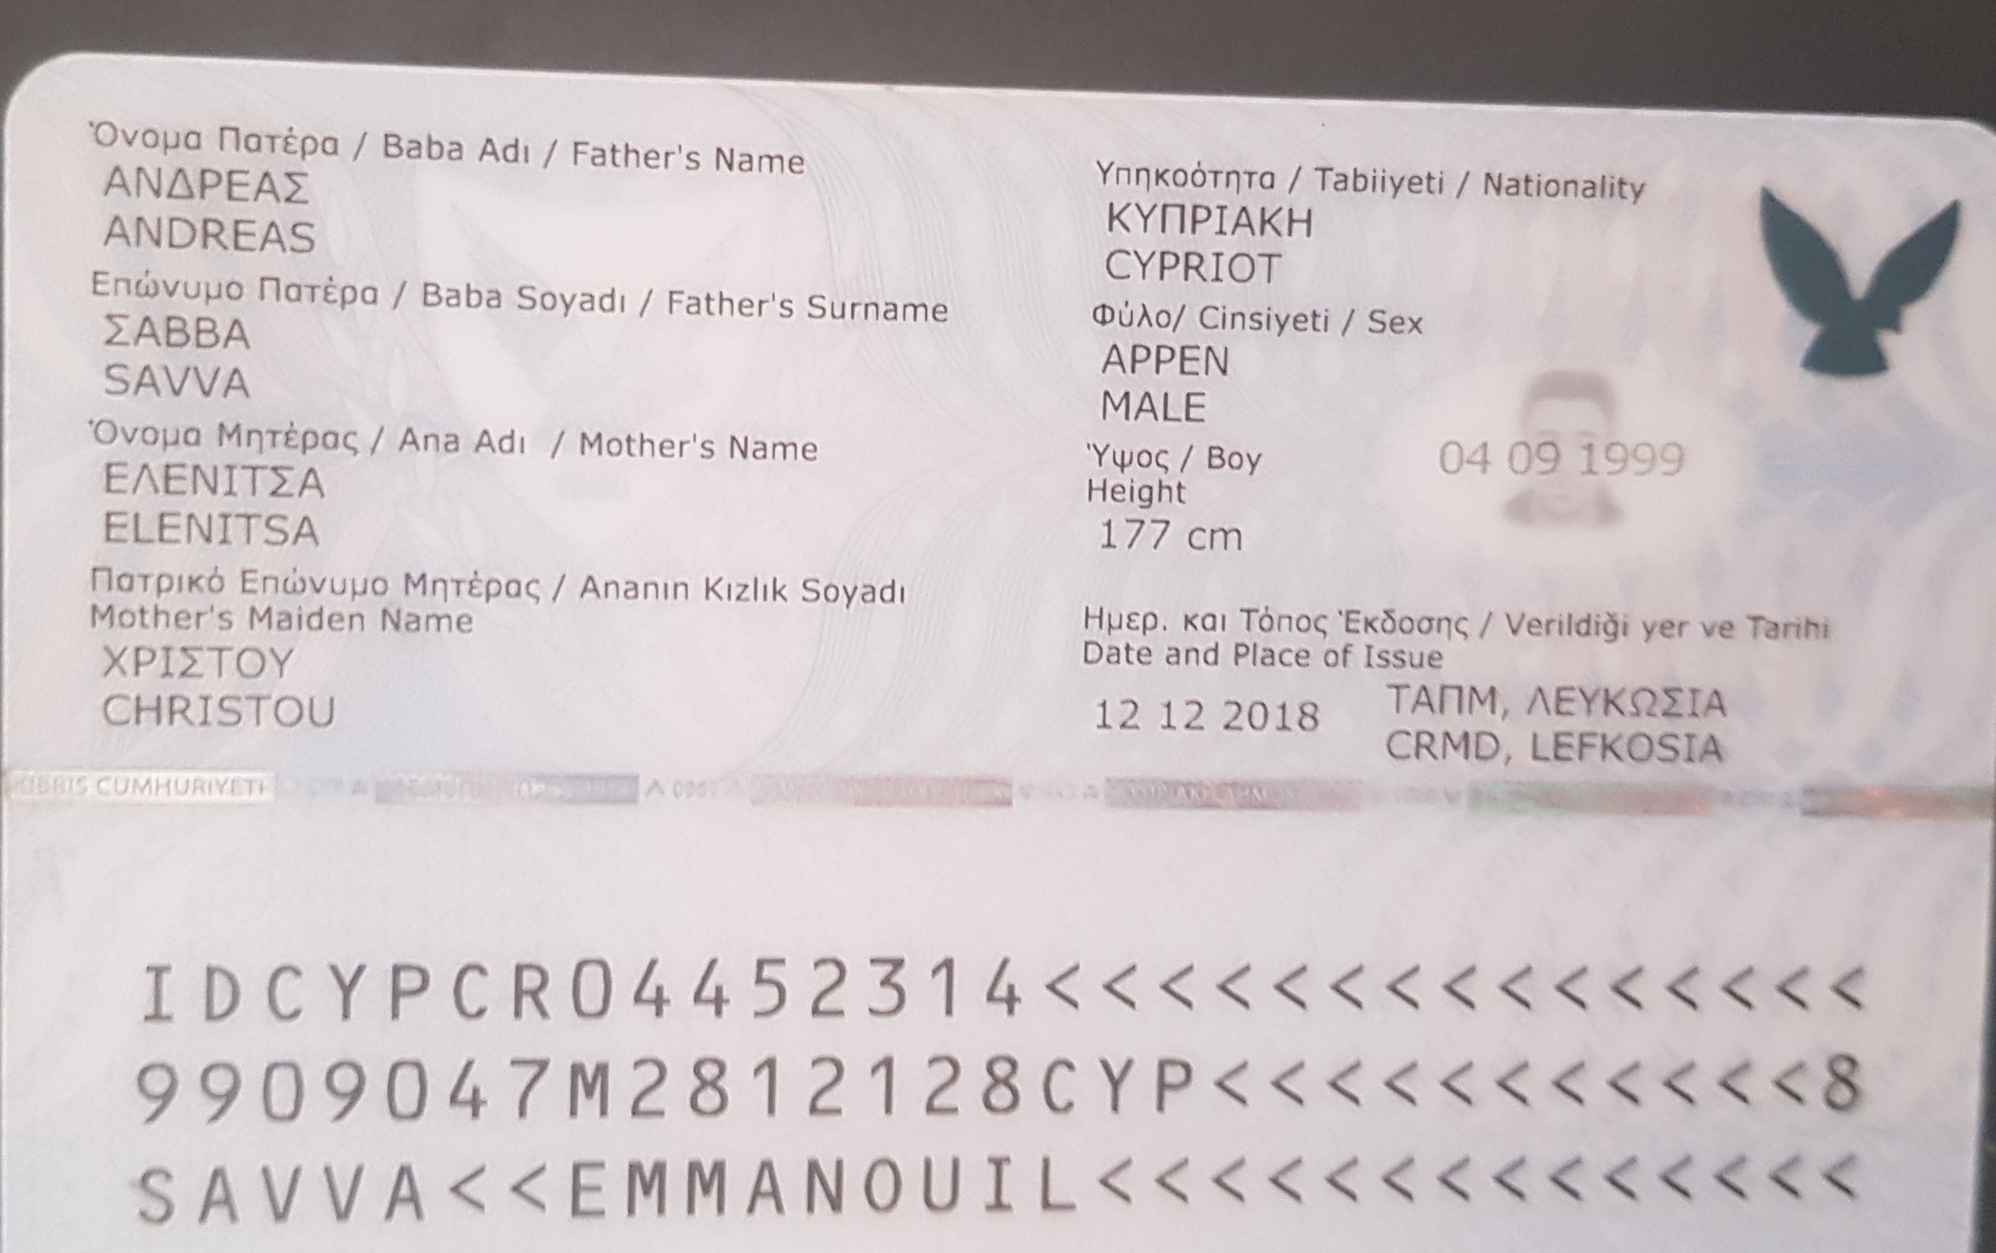 Όνομα Πατέρα / Baba Adı / Father's Name
ΑΝΔΡΕΑΣ
ANDREAS
Επώνυμο Πατέρα / Baba Soyadı / Father's Surname
ΣΑΒΒΑ
SAVVA
Όνομα Μητέρας / Ana Adı / Mother's Name
ΕΛΕΝΙΤΣΑ
ELENITSA
Πατρικό Επώνυμο Μητέρας / Ananın Kızlık Soyadı
Mother's Maiden Name
ΧΡΙΣΤΟΥ
CHRISTOU
Υπηκοότητα / Tabiiyeti / Nationality
ΚΥΠΡΙΑΚΗ
CYPRIOT
Φύλο/ Cinsiyeti / Sex
ΑΡΡΕΝ
MALE
Ύψος / Boy
Height
177 cm
04 09 1999
Ημερ. και Τόπος Έκδοσης / Verildiği yer ve Tarihi
Date and Place of Issue
12 12 2018
ΤΑΠΜ, ΛΕΥΚΩΣΙΑ
CRMD, LEFKOSIA
CUMHURIYETI
IDCYPCR04452314<<<<<<<<<<<<<<<
9909047M2812128CYP<<<<<<<<<<<8
SAVVA<<EMMANOUIL<<<<<<<<<<<<<<